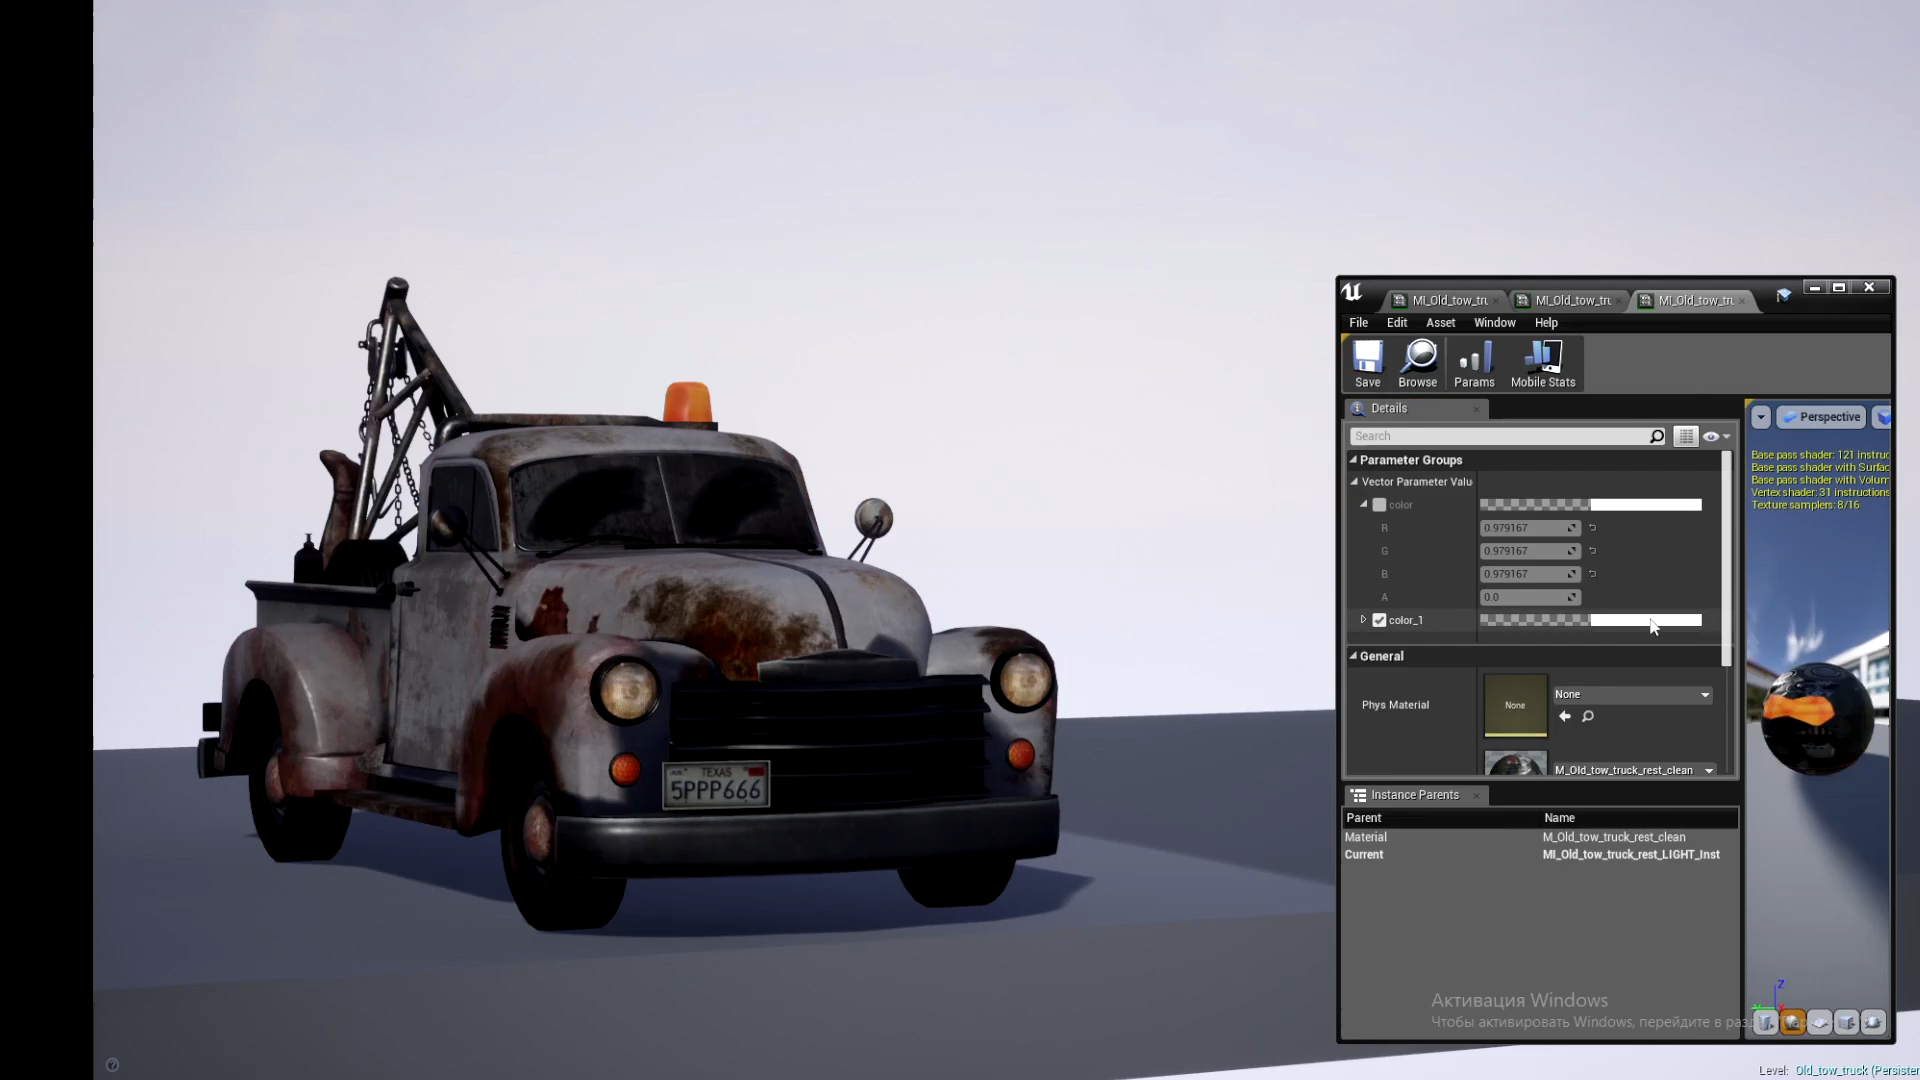 TEXAS
5PPP666
MI_Old_tow_tru
MI_Old_tow_tru
MI_Old_tow_tru
File Edit Asset Window Help
Save Browse Params Mobile Stats
Details
Search
Parameter Groups
Vector Parameter Valu
color
R 0.979167
G 0.979167
B 0.979167
A 0.0
color_1
General
Phys Material None None
M_Old_tow_truck_rest_clean
Perspective
Base pass shader: 121 instruc
Base pass shader with Surfac
Base pass shader with Volum
Vertex shader: 31 instructions
Texture samplers: 8/16
Instance Parents
Parent Name
Material M_Old_tow_truck_rest_clean
Current MI_Old_tow_truck_rest_LIGHT_Inst
Активация Windows
Чтобы активировать Windows, перейдите в раз
Z
Level: Old_tow_truck (Persister